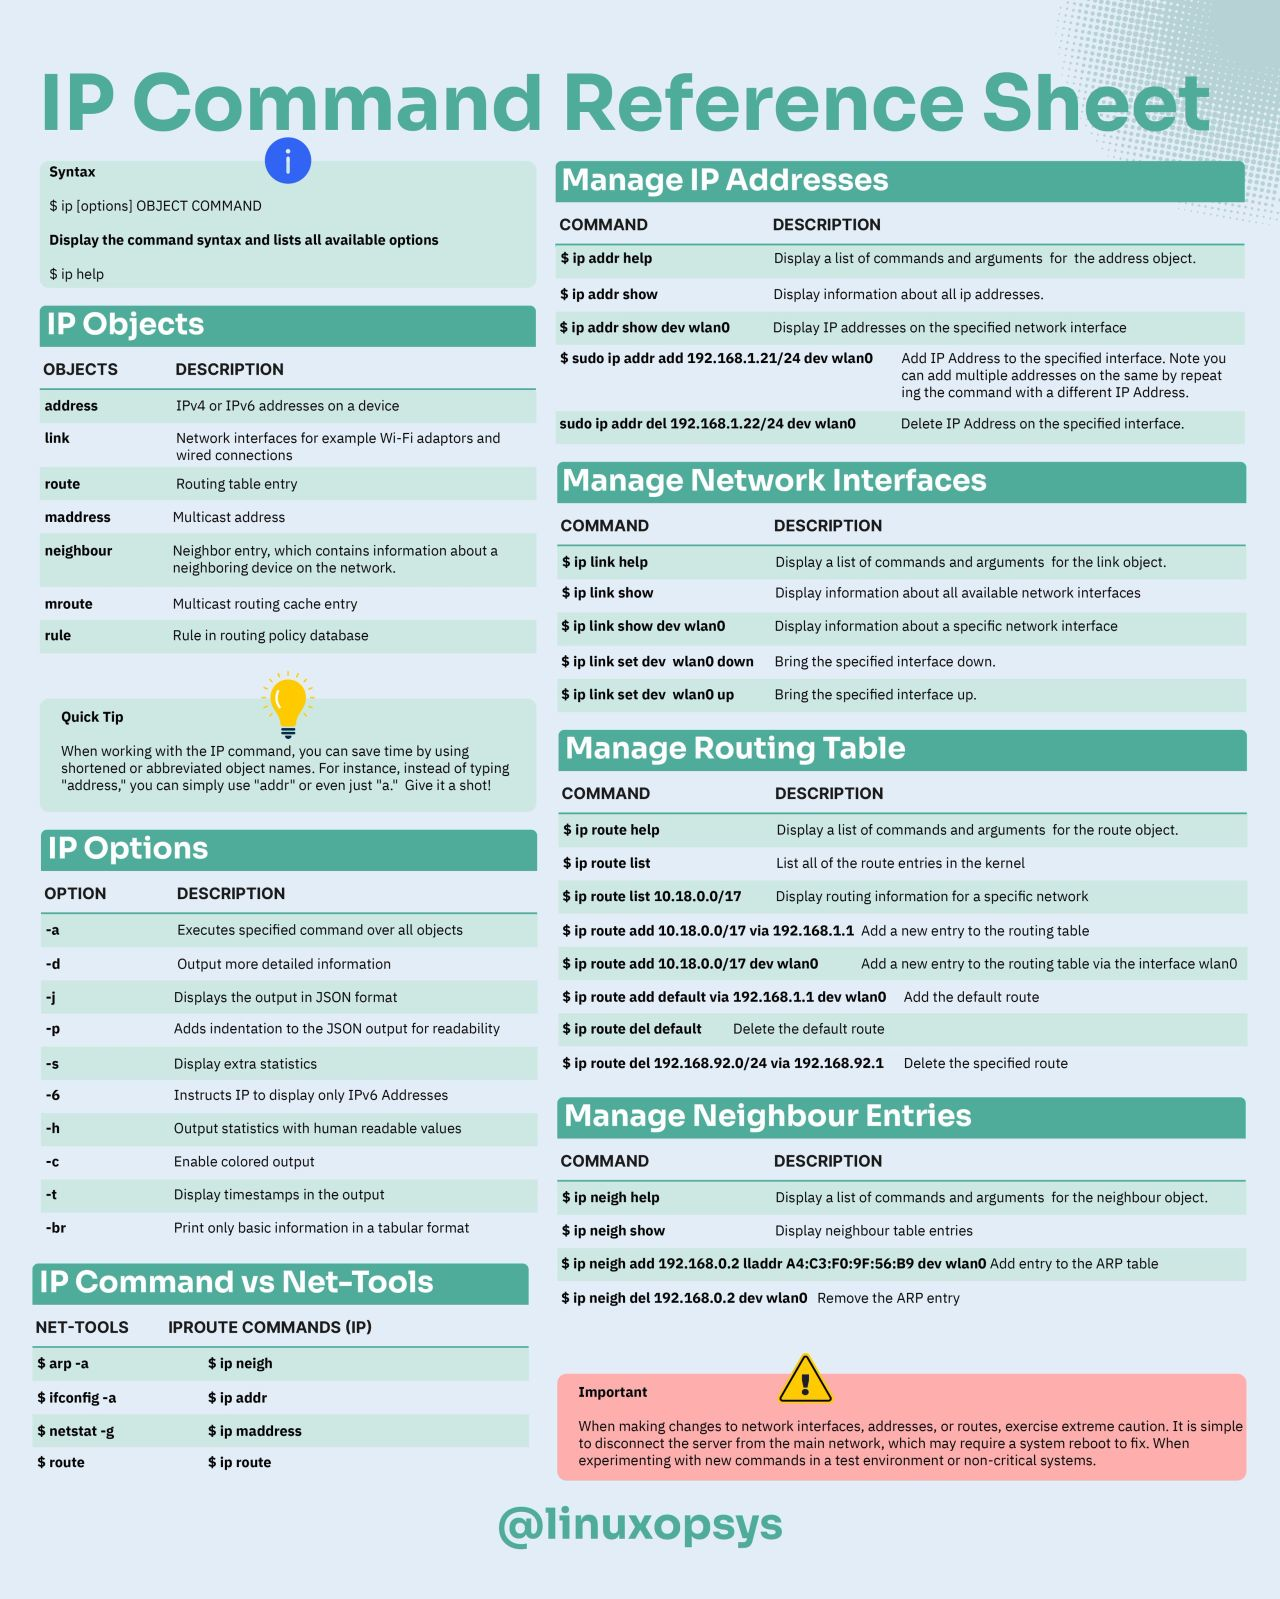 IP Command Reference Sheet
Syntax
$ ip [options] OBJECT COMMAND
Display the command syntax and lists all available options
$ ip help
IP Objects
OBJECTS DESCRIPTION
address IPv4 or IPv6 addresses on a device
link Network interfaces for example Wi-Fi adaptors and
wired connections
route Routing table entry
maddress Multicast address
neighbour Neighbor entry, which contains information about a
neighboring device on the network.
mroute Multicast routing cache entry
rule Rule in routing policy database
Quick Tip
When working with the IP command, you can save time by using
shortened or abbreviated object names. For instance, instead of typing
"address," you can simply use "addr" or even just "a." Give it a shot!
IP Options
OPTION DESCRIPTION
-a Executes specified command over all objects
-d Output more detailed information
-j Displays the output in JSON format
-p Adds indentation to the JSON output for readability
-s Display extra statistics
-6 Instructs IP to display only IPv6 Addresses
-h Output statistics with human readable values
-c Enable colored output
-t Display timestamps in the output
-br Print only basic information in a tabular format
IP Command vs Net-Tools
NET-TOOLS IPROUTE COMMANDS (IP)
$ arp -a $ ip neigh
$ ifconfig -a $ ip addr
$ netstat -g $ ip maddress
$ route $ ip route
Manage IP Addresses
COMMAND DESCRIPTION
$ ip addr help Display a list of commands and arguments for the address object.
$ ip addr show Display information about all ip addresses.
$ ip addr show dev wlan0 Display IP addresses on the specified network interface
$ sudo ip addr add 192.168.1.21/24 dev wlan0 Add IP Address to the specified interface. Note you
can add multiple addresses on the same by repeat
ing the command with a different IP Address.
sudo ip addr del 192.168.1.22/24 dev wlan0 Delete IP Address on the specified interface.
Manage Network Interfaces
COMMAND DESCRIPTION
$ ip link help Display a list of commands and arguments for the link object.
$ ip link show Display information about all available network interfaces
$ ip link show dev wlan0 Display information about a specific network interface
$ ip link set dev wlan0 down Bring the specified interface down.
$ ip link set dev wlan0 up Bring the specified interface up.
Manage Routing Table
COMMAND DESCRIPTION
$ ip route help Display a list of commands and arguments for the route object.
$ ip route list List all of the route entries in the kernel
$ ip route list 10.18.0.0/17 Display routing information for a specific network
$ ip route add 10.18.0.0/17 via 192.168.1.1 Add a new entry to the routing table
$ ip route add 10.18.0.0/17 dev wlan0 Add a new entry to the routing table via the interface wlan0
$ ip route add default via 192.168.1.1 dev wlan0 Add the default route
$ ip route del default Delete the default route
$ ip route del 192.168.92.0/24 via 192.168.92.1 Delete the specified route
Manage Neighbour Entries
COMMAND DESCRIPTION
$ ip neigh help Display a list of commands and arguments for the neighbour object.
$ ip neigh show Display neighbour table entries
$ ip neigh add 192.168.0.2 lladdr A4:C3:F0:9F:56:B9 dev wlan0 Add entry to the ARP table
$ ip neigh del 192.168.0.2 dev wlan0 Remove the ARP entry
Important
When making changes to network interfaces, addresses, or routes, exercise extreme caution. It is simple
to disconnect the server from the main network, which may require a system reboot to fix. When
experimenting with new commands in a test environment or non-critical systems.
@linuxopsys